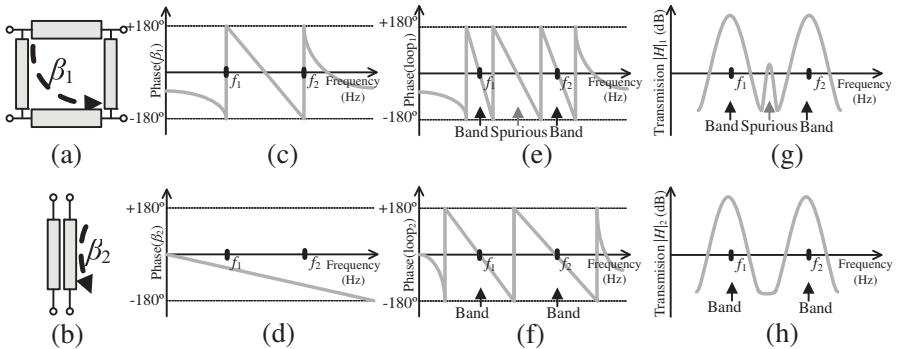 β1
(a)
+180º
Phase(β1)
f1
f2
Frequency
(Hz)
-180º
(c)
+180º
Phase(loop1)
f1
f2
Frequency
(Hz)
-180º
Band
Spurious
Band
(e)
Transmission |H|1 (dB)
f1
f2
Frequency
(Hz)
Band
Spurious
Band
(g)
β2
(b)
+180º
Phase(β2)
f1
f2
Frequency
(Hz)
-180º
(d)
+180º
Phase(loop2)
f1
f2
Frequency
(Hz)
-180º
Band
Band
(f)
Transmision |H|2 (dB)
f1
f2
Frequency
(Hz)
Band
Band
(h)